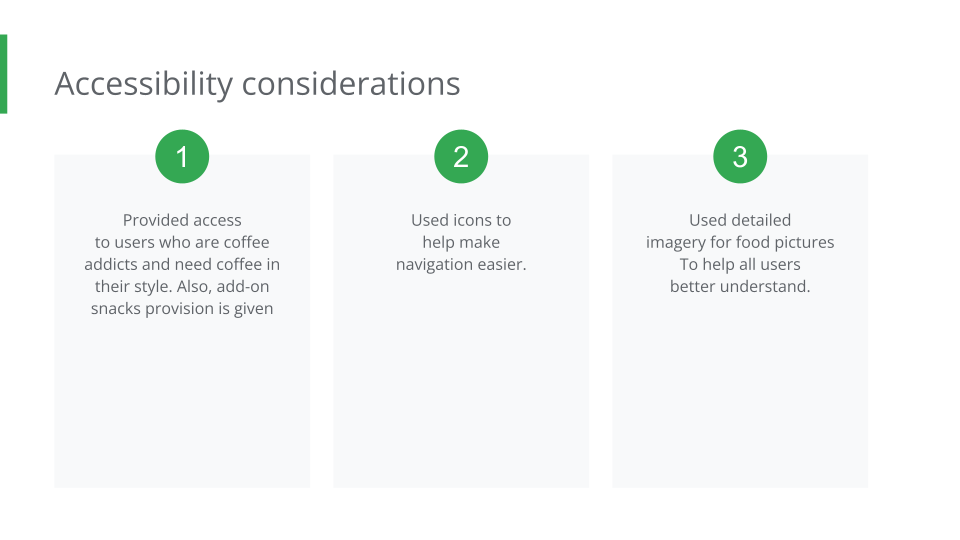 Accessibility considerations
1
Provided access
to users who are coffee
addicts and need coffee in
their style. Also, add-on
snacks provision is given
2
Used icons to
help make
navigation easier.
3
Used detailed
imagery for food pictures
To help all users
better understand.